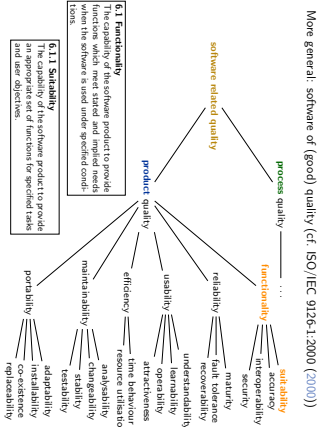 More general: software of (good) quality (cf. ISO/IEC 9126-1:2000 (2000))
software related quality
process quality
. . .
product quality
functionality
suitability
accuracy
interoperability
security
reliability
maturity
fault tolerance
recoverability
usability
understandability
learnability
operability
attractiveness
efficiency
time behaviour
resource utilisatio
maintainability
analysability
changeability
stability
testability
portability
adaptability
installability
co-existence
replaceability
6.1 Functionality
The capability of the software product to provide
functions which meet stated and implied needs
when the software is used under specified condi-
tions.
6.1.1 Suitability
The capability of the software product to provide
an appropriate set of functions for specified tasks
and user objectives.